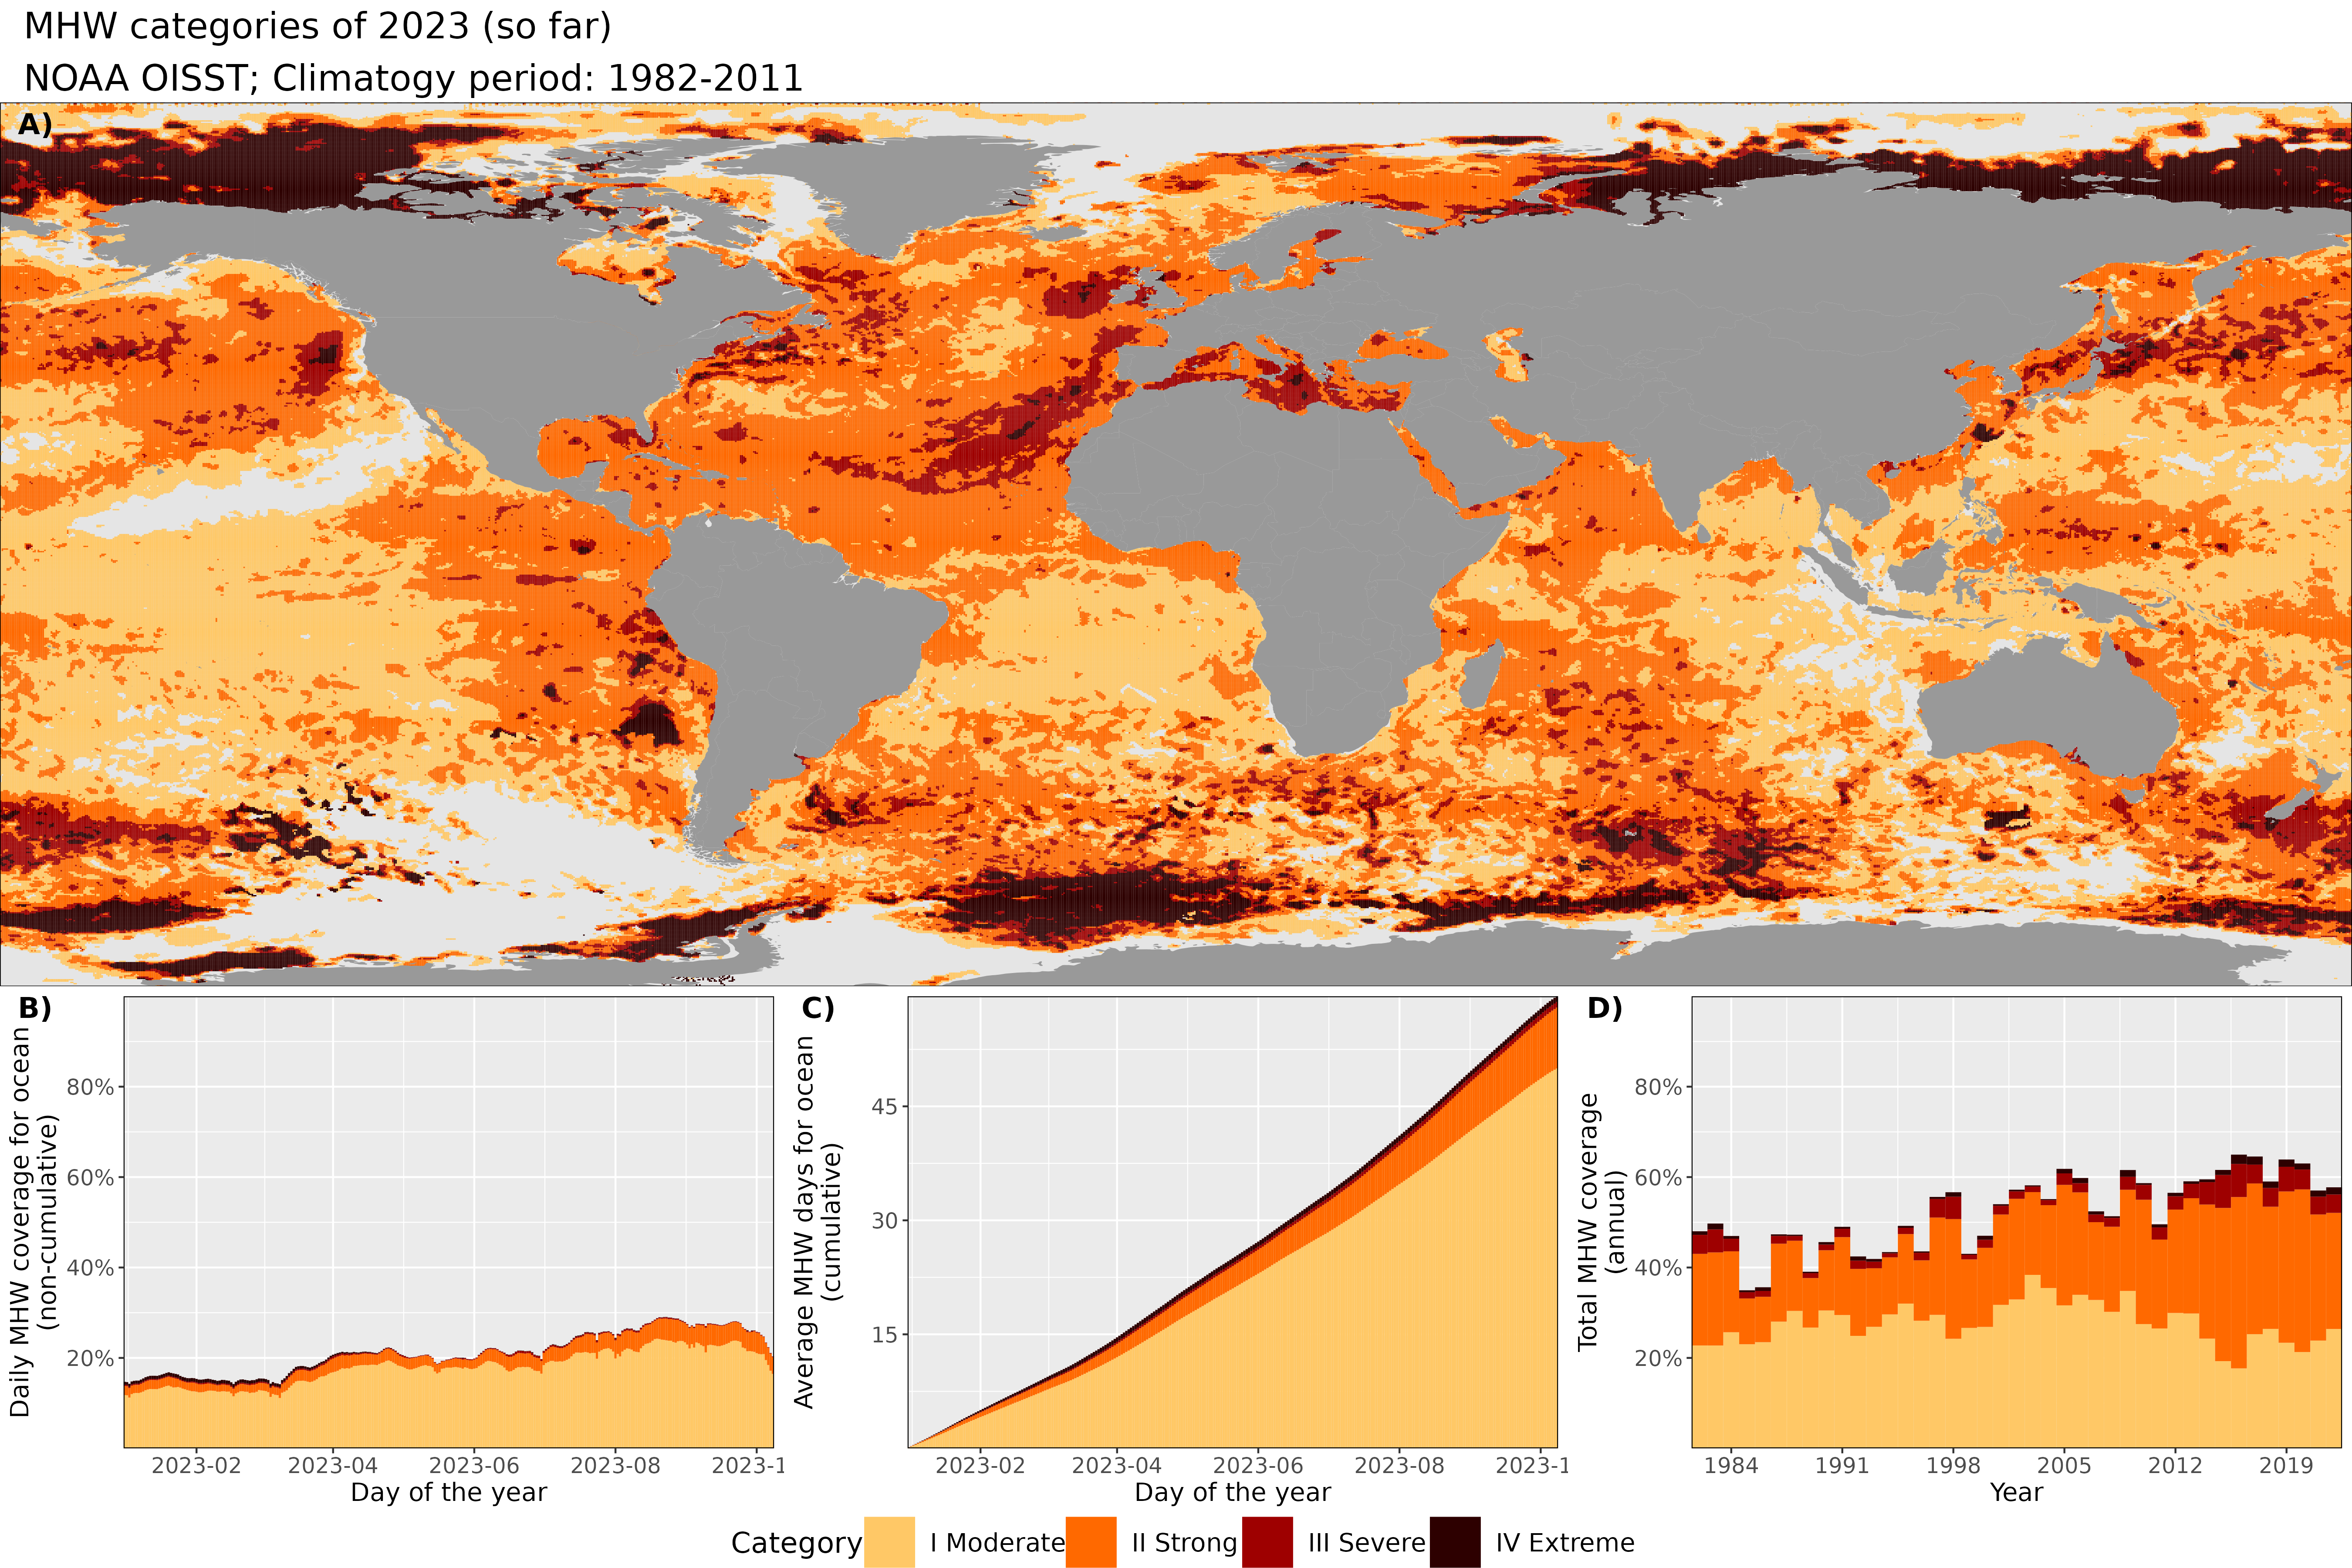 MHW categories of 2023 (so far)
NOAA OISST; Climatogy period: 1982-2011
A)
B)
Daily MHW coverage for ocean
(non-cumulative)
80%
60%
40%
20%
2023-02 2023-04 2023-06 2023-08 2023-1
Day of the year
C)
Average MHW days for ocean
(cumulative)
45
30
15
2023-02 2023-04 2023-06 2023-08 2023-1
Day of the year
D)
Total MHW coverage
(annual)
80%
60%
40%
20%
1984 1991 1998 2005 2012 2019
Year
Category I Moderate II Strong III Severe IV Extreme